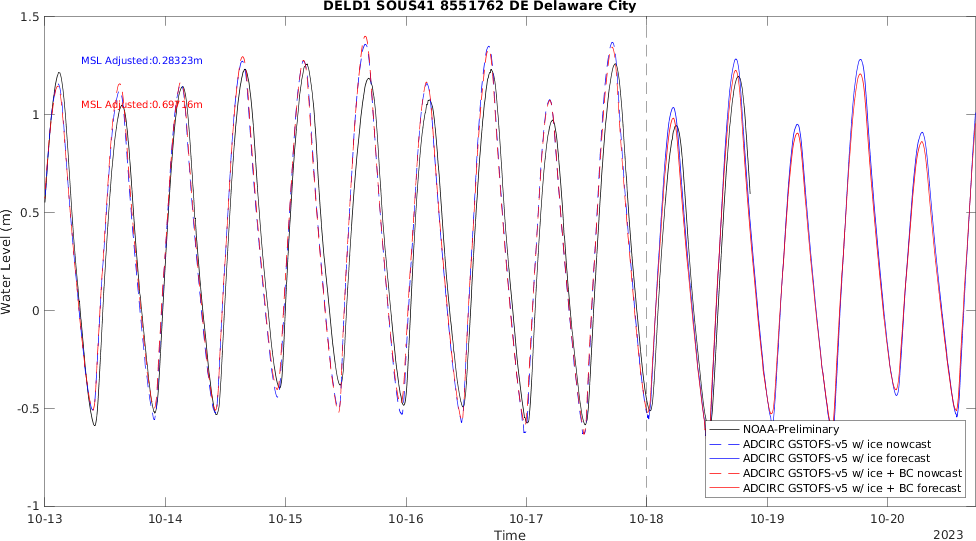 DELD1 SOUS41 8551762 DE Delaware City
1.5
1
0.5
0
-0.5
-1
Water Level (m)
MSL Adjusted:0.28323m
MSL Adjusted:0.69716m
NOAA-Preliminary
ADCIRC GSTOFS-v5 w/ ice nowcast
ADCIRC GSTOFS-v5 w/ ice forecast
ADCIRC GSTOFS-v5 w/ ice + BC nowcast
ADCIRC GSTOFS-v5 w/ ice + BC forecast
10-13 10-14 10-15 10-16 10-17 10-18 10-19 10-20
Time
2023